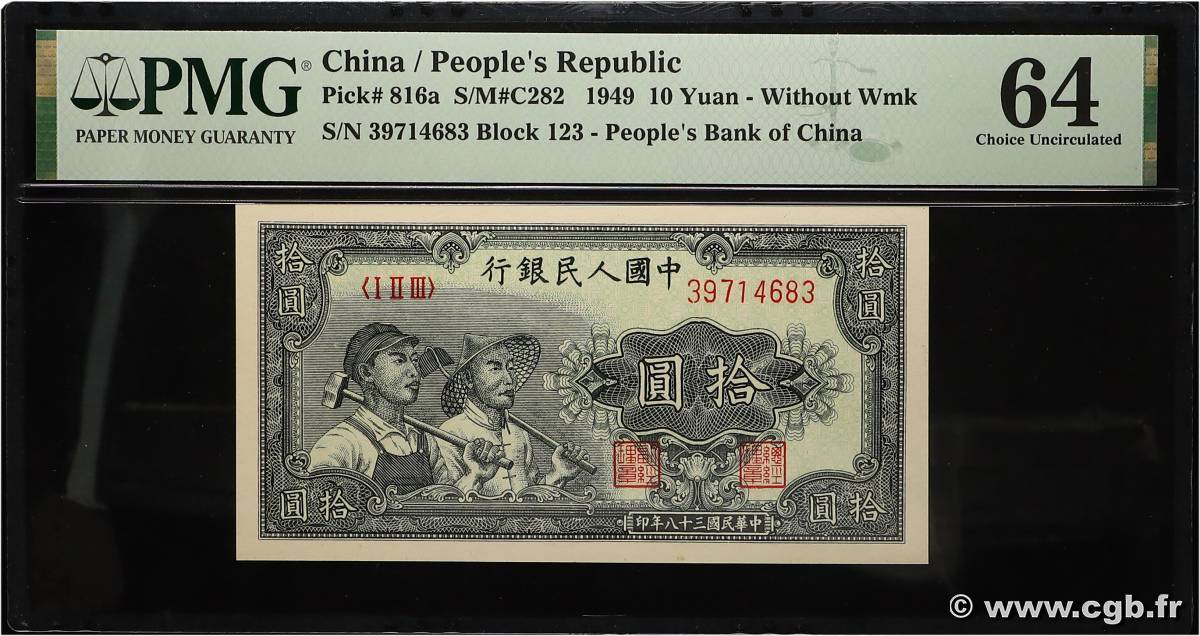 PMG®
PAPER MONEY GUARANTY
China / People's Republic
Pick# 816a S/M#C282 1949 10 Yuan - Without Wmk
S/N 39714683 Block 123 - People's Bank of China
64
Choice Uncirculated
行銀民人國中
〈I II III〉
39714683
拾圓
拾圓
圓拾
圓拾
圓拾
印年八十三國民華中
© www.cgb.fr